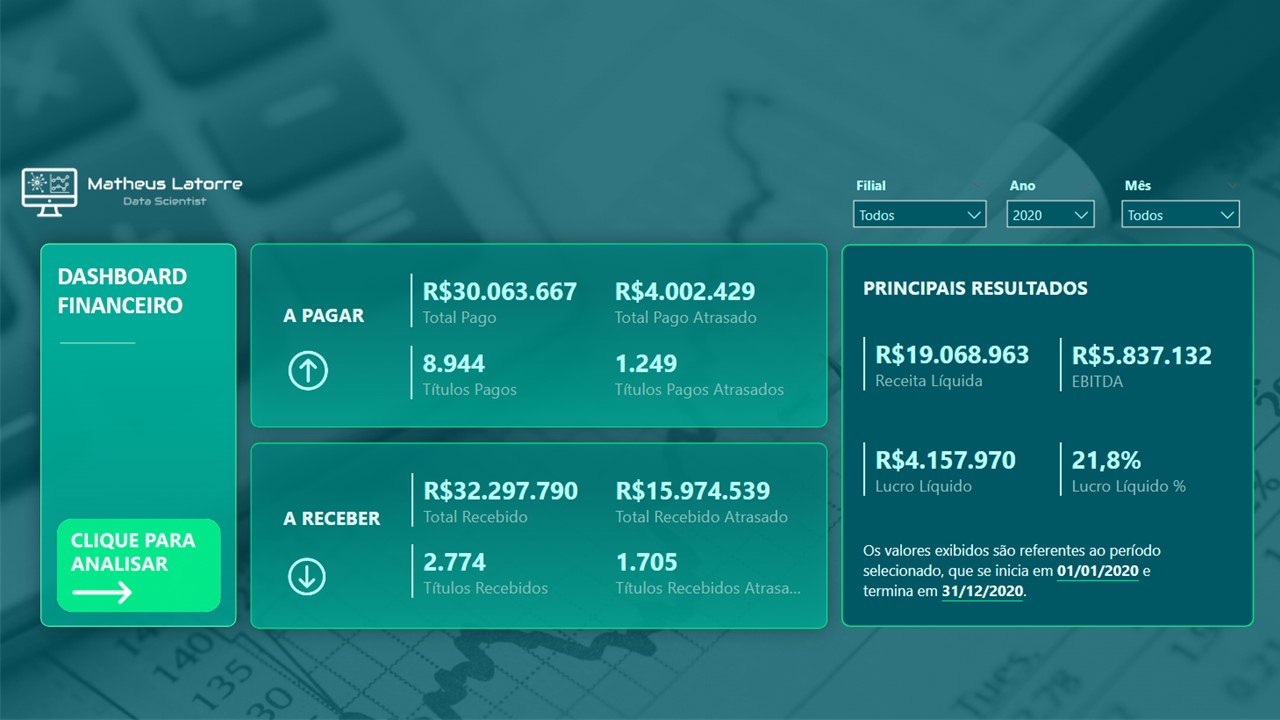 Matheus Latorre
Data Scientist
Filial
Ano
Mês
Todos
2020
Todos
DASHBOARD
FINANCEIRO
CLIQUE PARA
ANALISAR
A PAGAR
R$30.063.667
Total Pago
R$4.002.429
Total Pago Atrasado
8.944
Títulos Pagos
1.249
Títulos Pagos Atrasados
A RECEBER
R$32.297.790
Total Recebido
R$15.974.539
Total Recebido Atrasado
2.774
Títulos Recebidos
1.705
Títulos Recebidos Atrasa...
PRINCIPAIS RESULTADOS
R$19.068.963
Receita Líquida
R$5.837.132
EBITDA
R$4.157.970
Lucro Líquido
21,8%
Lucro Líquido %
Os valores exibidos são referentes ao período
selecionado, que se inicia em 01/01/2020 e
termina em 31/12/2020.
140
140
135
130